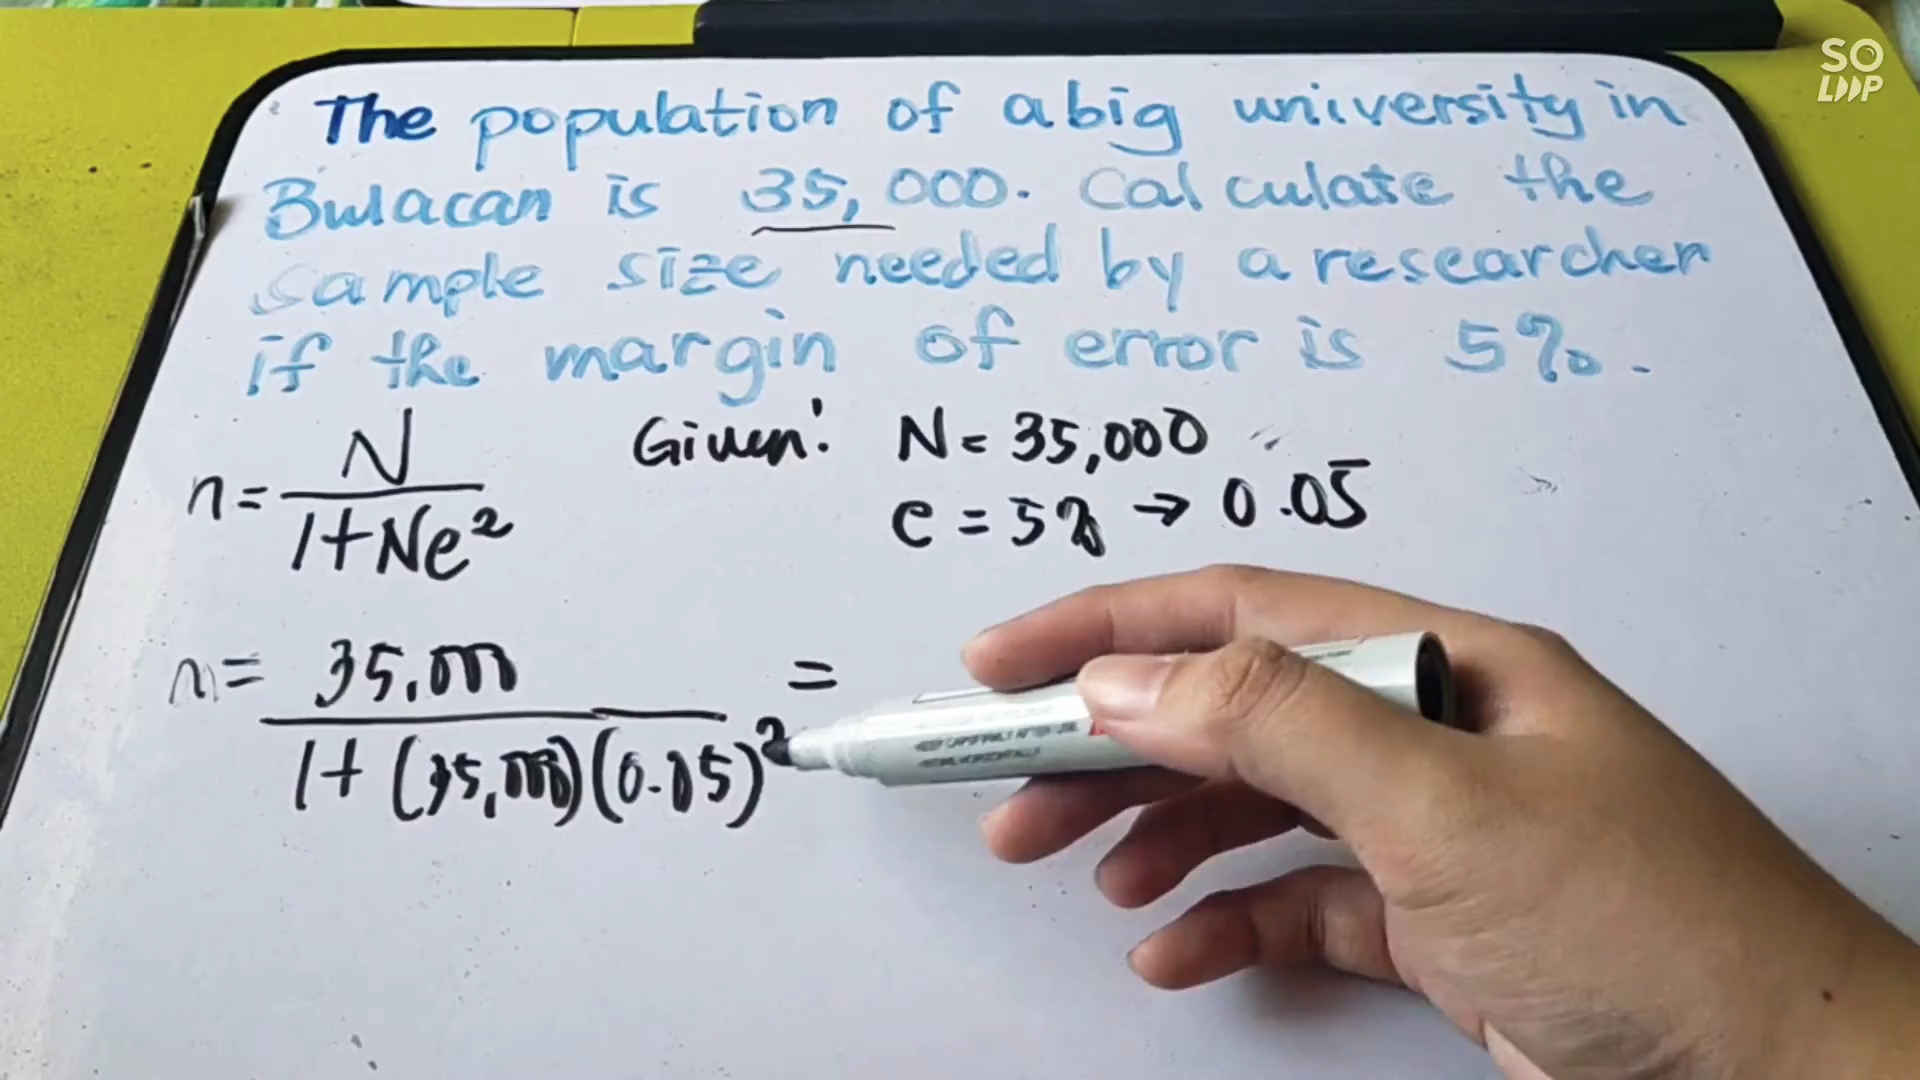 SO
LOOP
The population of a big university in
Bulacan is 35,000. Calculate the
sample size needed by a researcher
if the margin of error is 5%.
n = N / 1+Ne²
Given: N = 35,000
e = 5% → 0.05
n = 35,000 / 1+(35,000)(0.05)² =